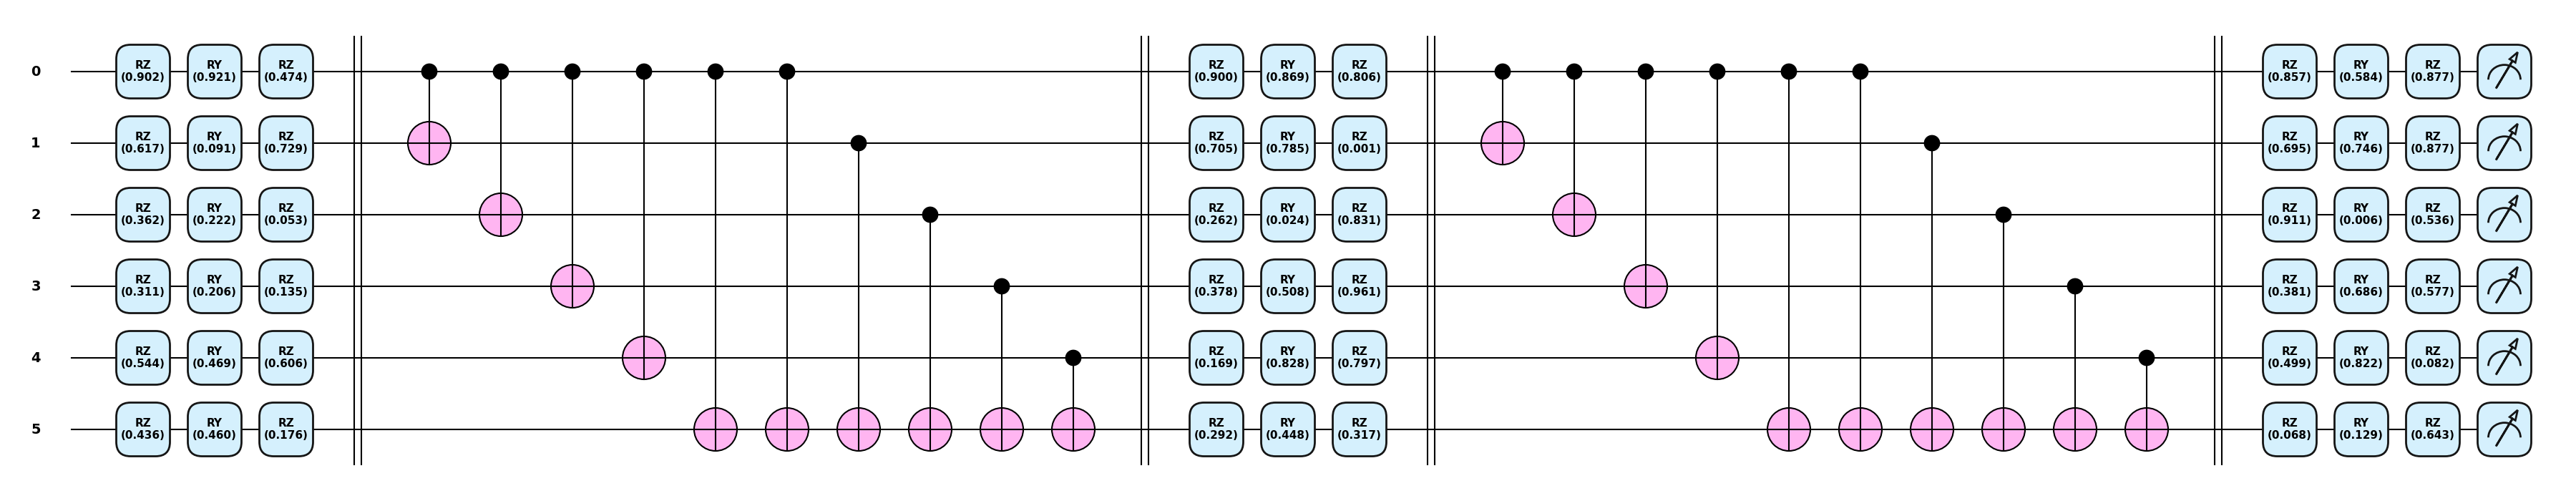 0 RZ (0.902) RY (0.921) RZ (0.474) RZ (0.900) RY (0.869) RZ (0.806) RZ (0.857) RY (0.584) RZ (0.877)
1 RZ (0.617) RY (0.091) RZ (0.729) RZ (0.705) RY (0.785) RZ (0.001) RZ (0.695) RY (0.746) RZ (0.877)
2 RZ (0.362) RY (0.222) RZ (0.053) RZ (0.262) RY (0.024) RZ (0.831) RZ (0.911) RY (0.006) RZ (0.536)
3 RZ (0.311) RY (0.206) RZ (0.135) RZ (0.378) RY (0.508) RZ (0.961) RZ (0.381) RY (0.686) RZ (0.577)
4 RZ (0.544) RY (0.469) RZ (0.606) RZ (0.169) RY (0.828) RZ (0.797) RZ (0.499) RY (0.822) RZ (0.082)
5 RZ (0.436) RY (0.460) RZ (0.176) RZ (0.292) RY (0.448) RZ (0.317) RZ (0.068) RY (0.129) RZ (0.643)